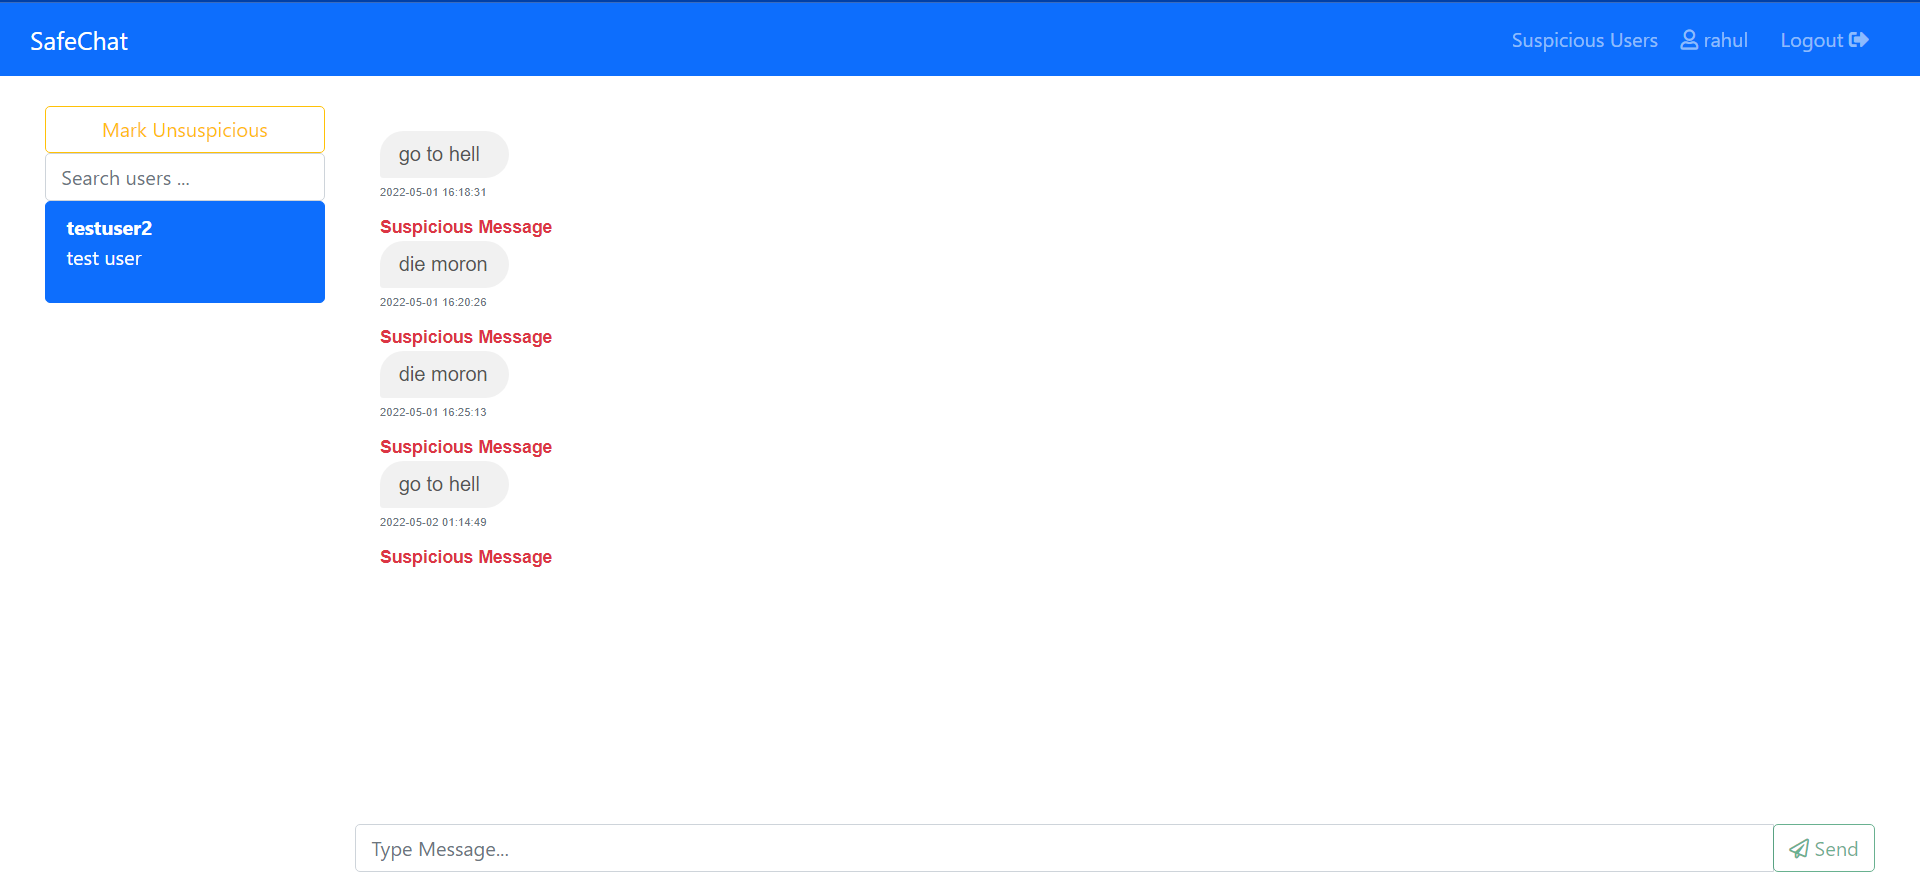 SafeChat
Suspicious Users rahul Logout
Mark Unsuspicious
Search users ...
testuser2
test user
go to hell
2022-05-01 16:18:31
Suspicious Message
die moron
2022-05-01 16:20:26
Suspicious Message
die moron
2022-05-01 16:25:13
Suspicious Message
go to hell
2022-05-02 01:14:49
Suspicious Message
Type Message...
Send